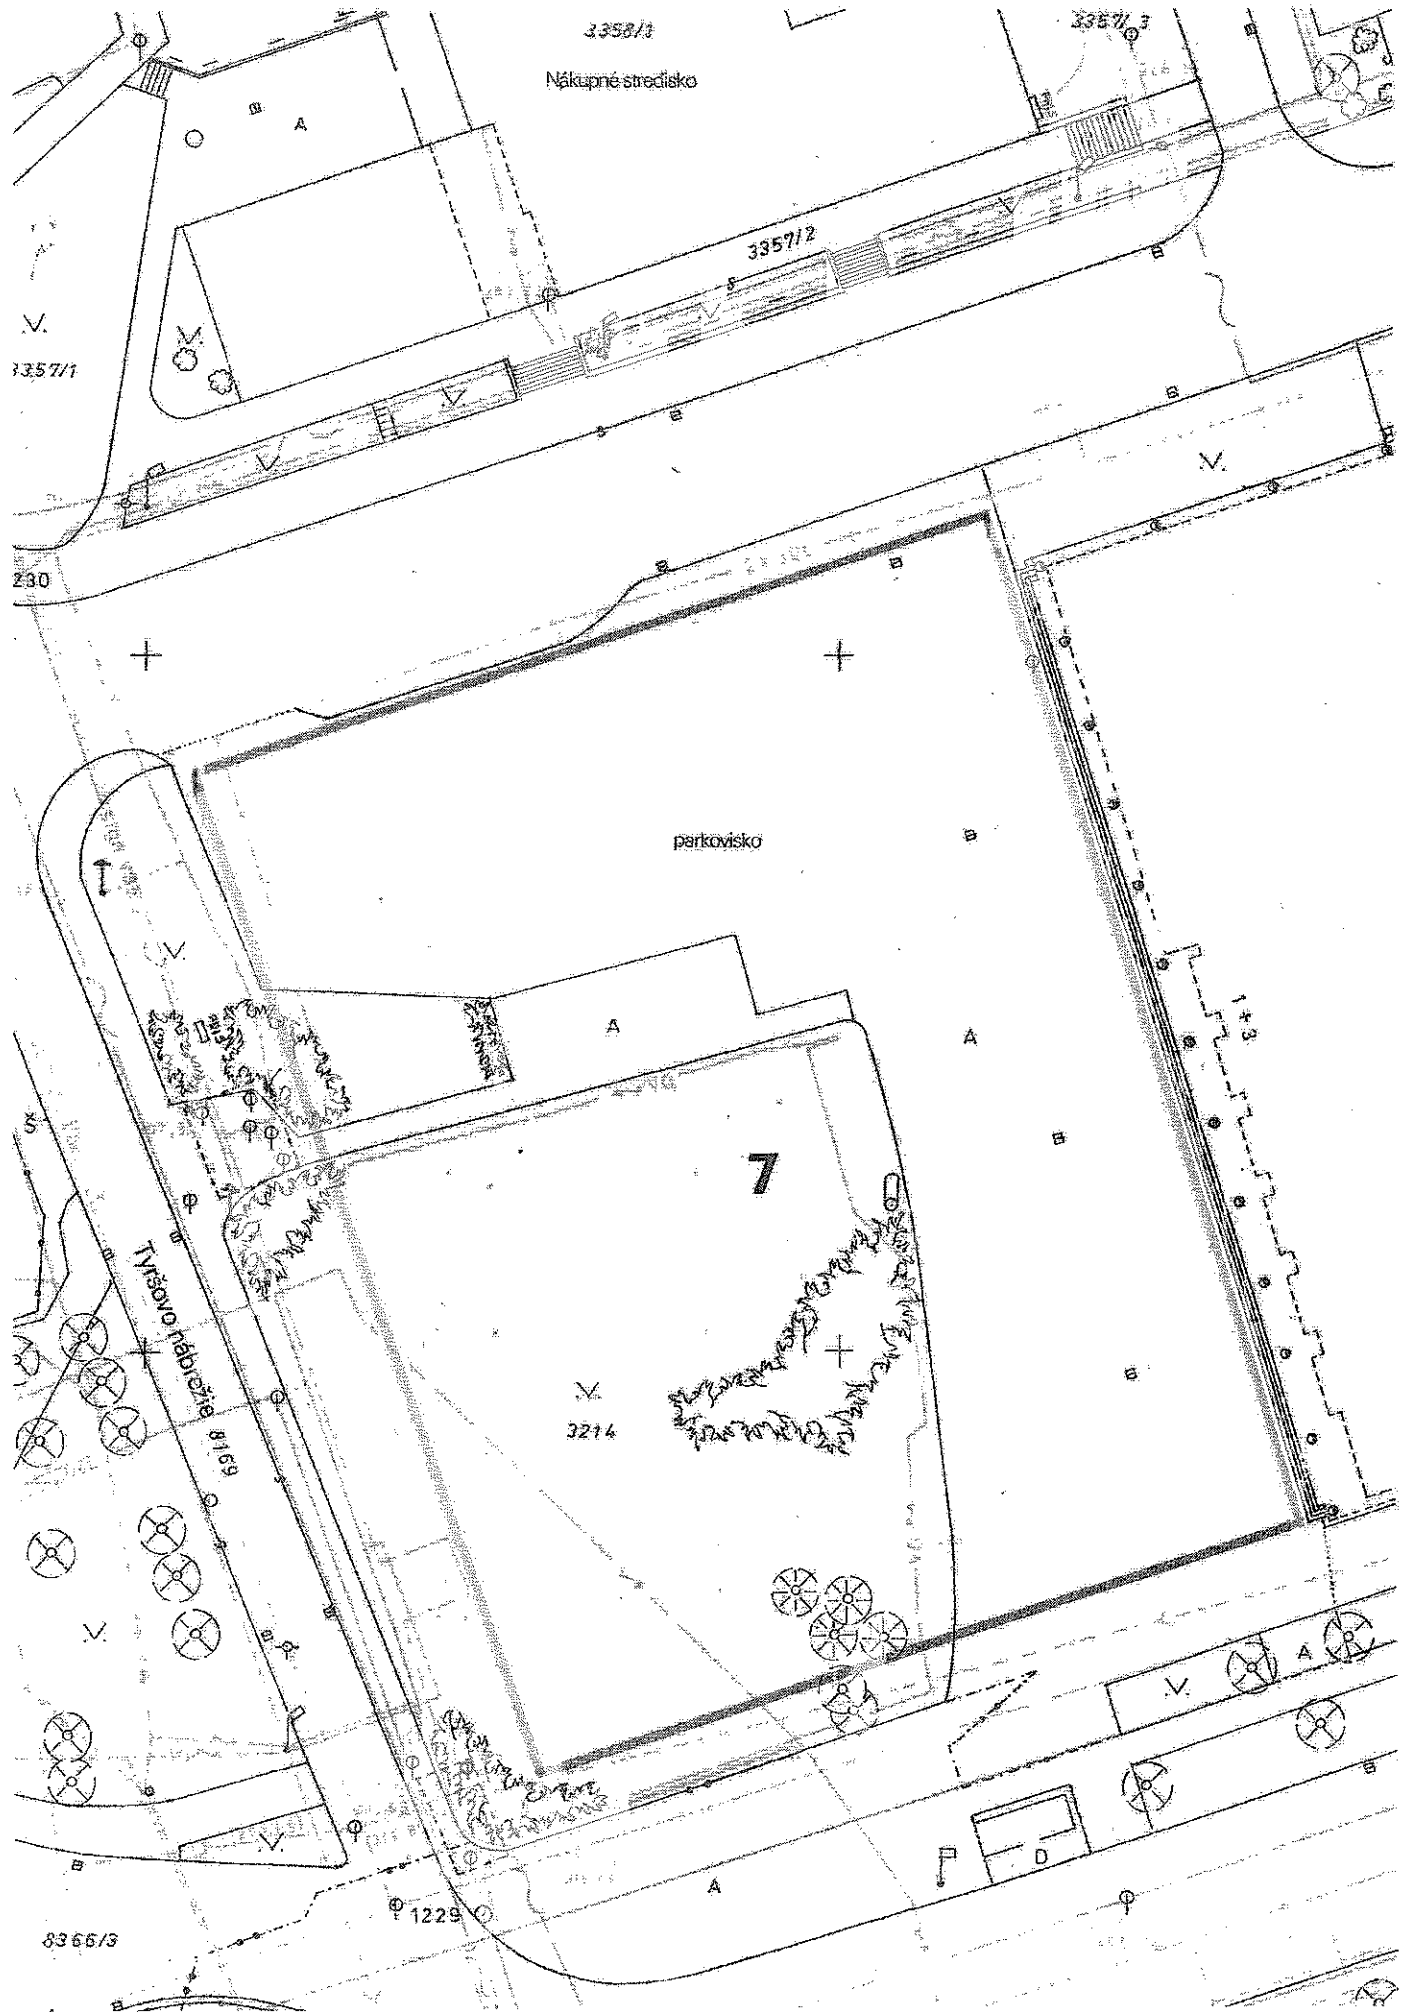 3358/1
3357/3
Nákupné stredisko
A
3357/2
3357/1
230
parkovisko
A
A
1+3
Š
7
Tyršovo nábrežie
8169
3214
A
D
A
1229
8366/3